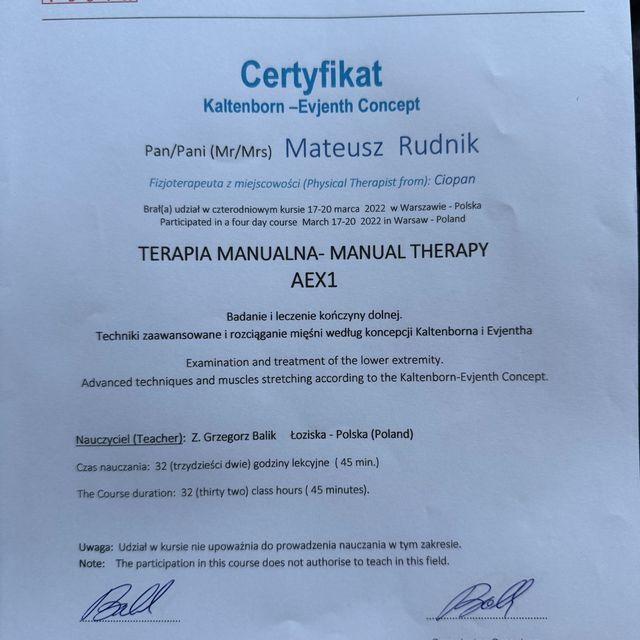 Certyfikat
Kaltenborn –Evjenth Concept
Pan/Pani (Mr/Mrs) Mateusz Rudnik
Fizjoterapeuta z miejscowości (Physical Therapist from): Ciopan
Brał(a) udział w czterodniowym kursie 17-20 marca 2022 w Warszawie - Polska
Participated in a four day course March 17-20 2022 in Warsaw - Poland
TERAPIA MANUALNA- MANUAL THERAPY
AEX1
Badanie i leczenie kończyny dolnej.
Techniki zaawansowane i rozciąganie mięśni według koncepcji Kaltenborna i Evjentha
Examination and treatment of the lower extremity.
Advanced techniques and muscles stretching according to the Kaltenborn-Evjenth Concept.
Nauczyciel (Teacher): Z. Grzegorz Balik Łoziska - Polska (Poland)
Czas nauczania: 32 (trzydzieści dwie) godziny lekcyjne ( 45 min.)
The Course duration: 32 (thirty two) class hours ( 45 minutes).
Uwaga: Udział w kursie nie upoważnia do prowadzenia nauczania w tym zakresie.
Note: The participation in this course does not authorise to teach in this field.